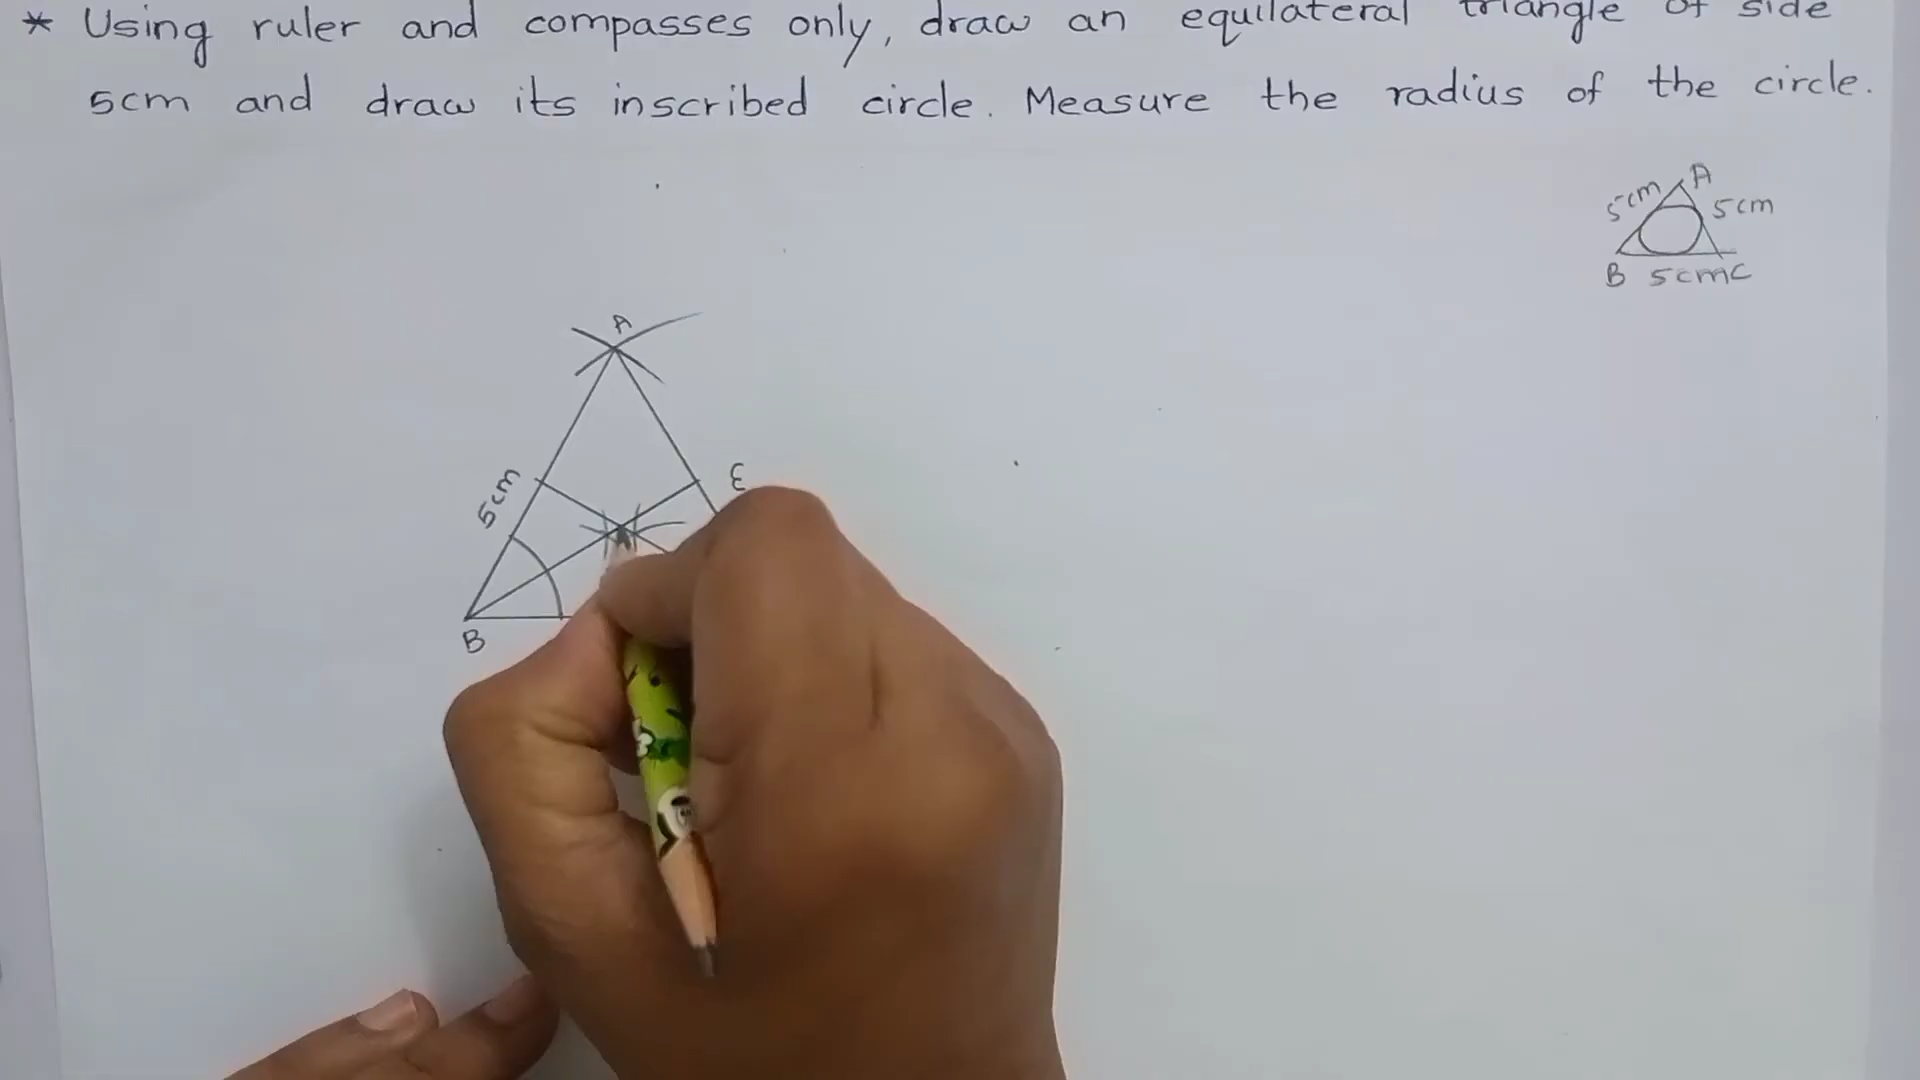 * Using ruler and compasses only, draw an equilateral triangle of side
5cm and draw its inscribed circle. Measure the radius of the circle.
A
5cm
5cm
B 5cm C
A
E
5cm
B